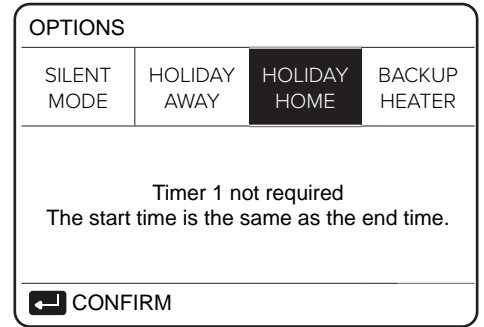 OPTIONS
SILENT MODE
HOLIDAY AWAY
HOLIDAY HOME
BACKUP HEATER
Timer 1 not required
The start time is the same as the end time.
CONFIRM